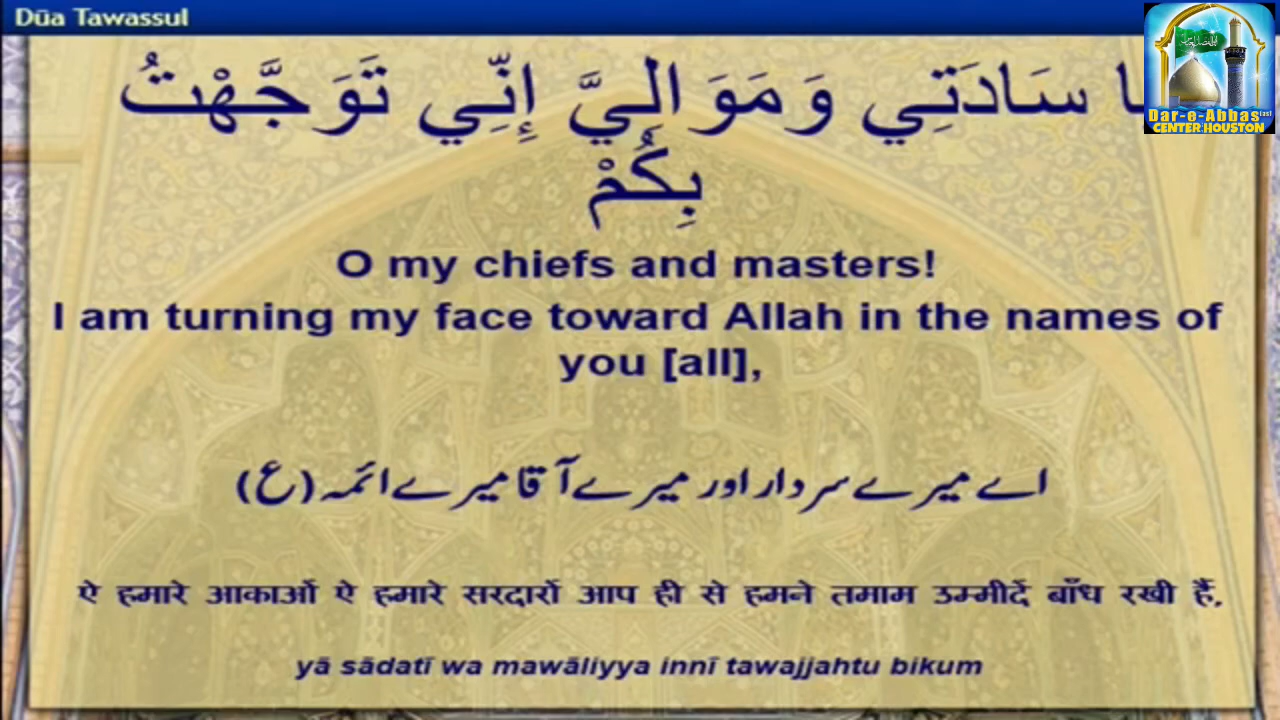 Dūa Tawassul
سَادَتِي وَمَوَالِيَّ إِنِّي تَوَجَّهْتُ
بِكُمْ
O my chiefs and masters!
I am turning my face toward Allah in the names of
you [all],
اے میرے سردار اور میرے آقا میرے ائمہ (ع)
ऐ हमारे आकाओं ऐ हमारे सरदारों आप ही से हमने तमाम उम्मीदें बाँध रखी हैं.
yā sādatī wa mawāliyya innī tawajjahtu bikum
Dar-e-Abbas(as)
CENTER HOUSTON